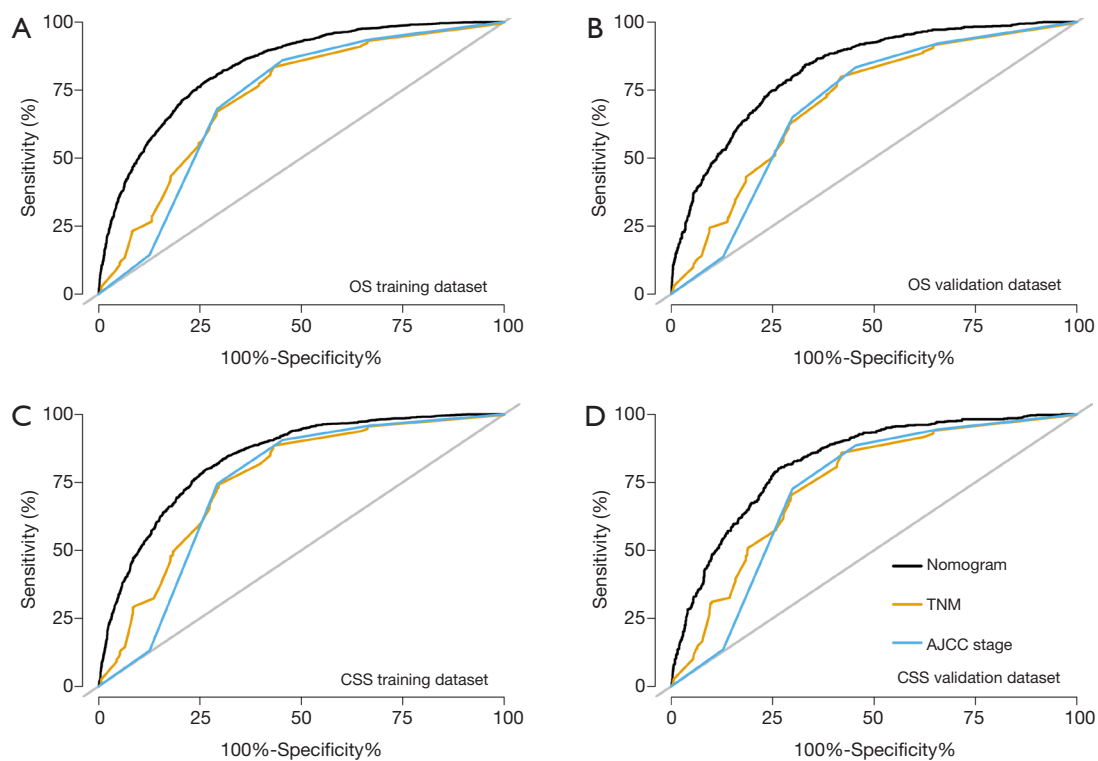 A
100
75
50
25
0
Sensitivity (%)
OS training dataset
0 25 50 75 100
100%-Specificity%
B
100
75
50
25
0
Sensitivity (%)
OS validation dataset
0 25 50 75 100
100%-Specificity%
C
100
75
50
25
0
Sensitivity (%)
CSS training dataset
0 25 50 75 100
100%-Specificity%
D
100
75
50
25
0
Sensitivity (%)
Nomogram
TNM
AJCC stage
CSS validation dataset
0 25 50 75 100
100%-Specificity%